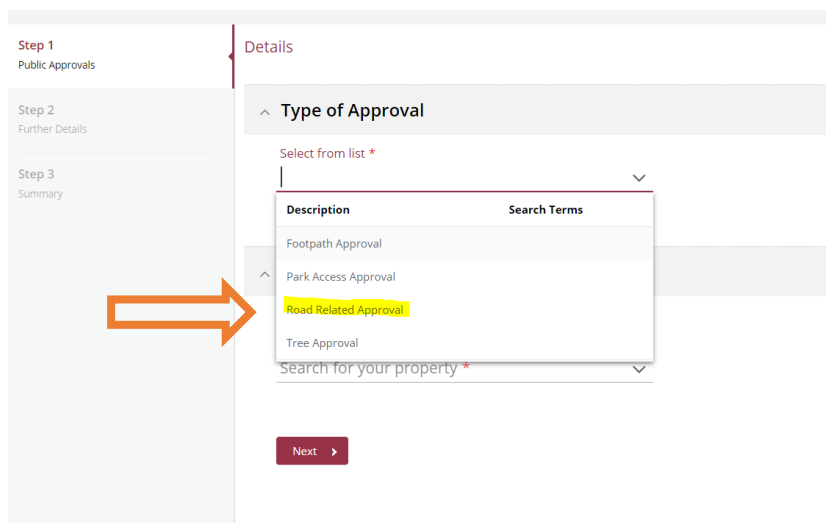 Step 1
Public Approvals
Step 2
Further Details
Step 3
Summary
Details
Type of Approval
Select from list *
Description Search Terms
Footpath Approval
Park Access Approval
Road Related Approval
Tree Approval
Search for your property *
Next